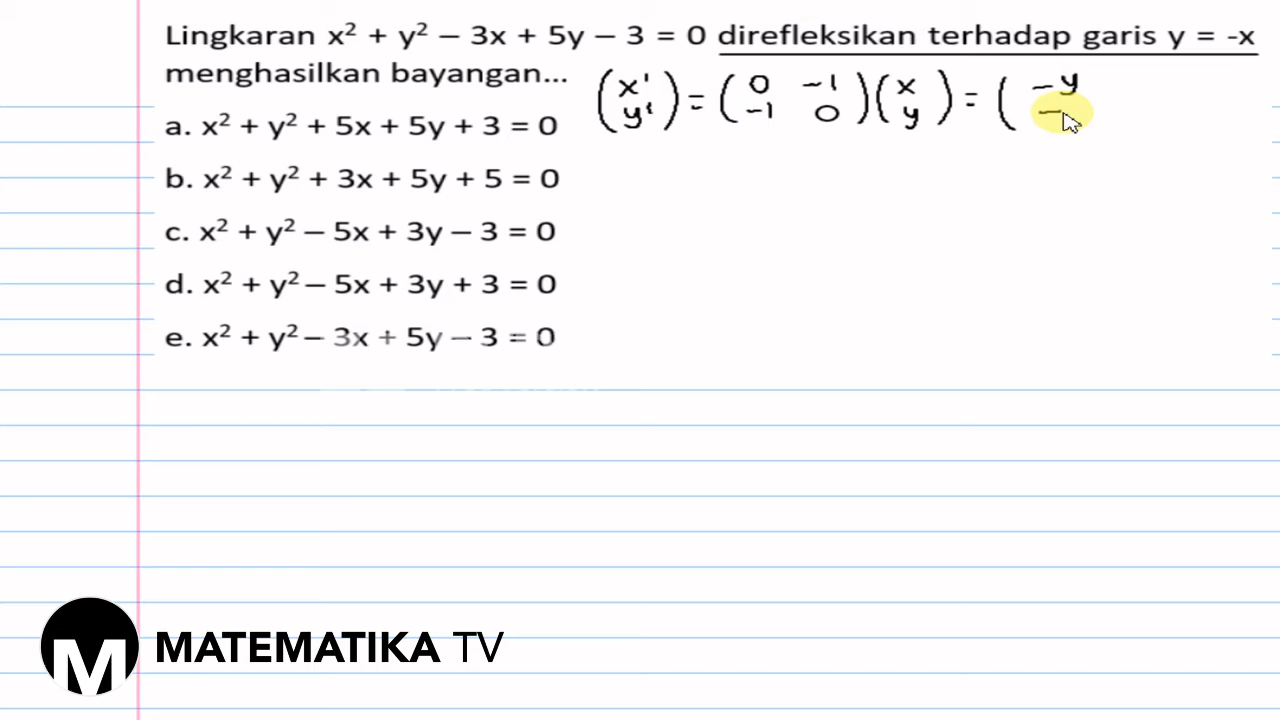 Lingkaran x² + y² − 3x + 5y − 3 = 0 direfleksikan terhadap garis y = -x
menghasilkan bayangan...
(x' y') = (0 −1 −1 0)(x y) = ( −y −
a. x² + y² + 5x + 5y + 3 = 0
b. x² + y² + 3x + 5y + 5 = 0
c. x² + y² − 5x + 3y − 3 = 0
d. x² + y² − 5x + 3y + 3 = 0
e. x² + y² − 3x + 5y − 3 = 0
M MATEMATIKA TV